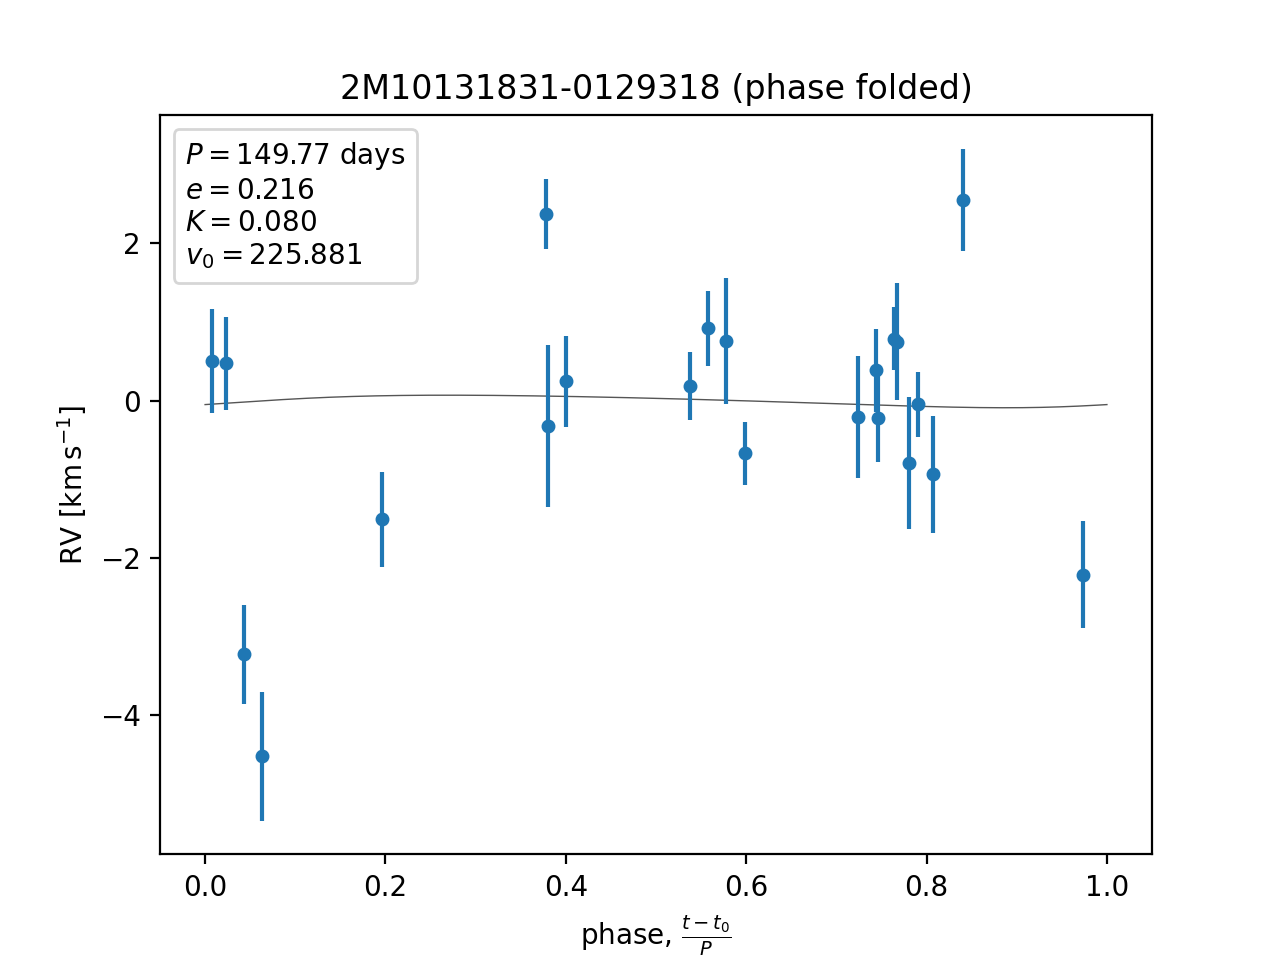 2M10131831-0129318 (phase folded)
P = 149.77 days
e = 0.216
K = 0.080
v₀ = 225.881
2
0
−2
−4
RV [km s⁻¹]
0.0 0.2 0.4 0.6 0.8 1.0
phase, (t − t₀)/P